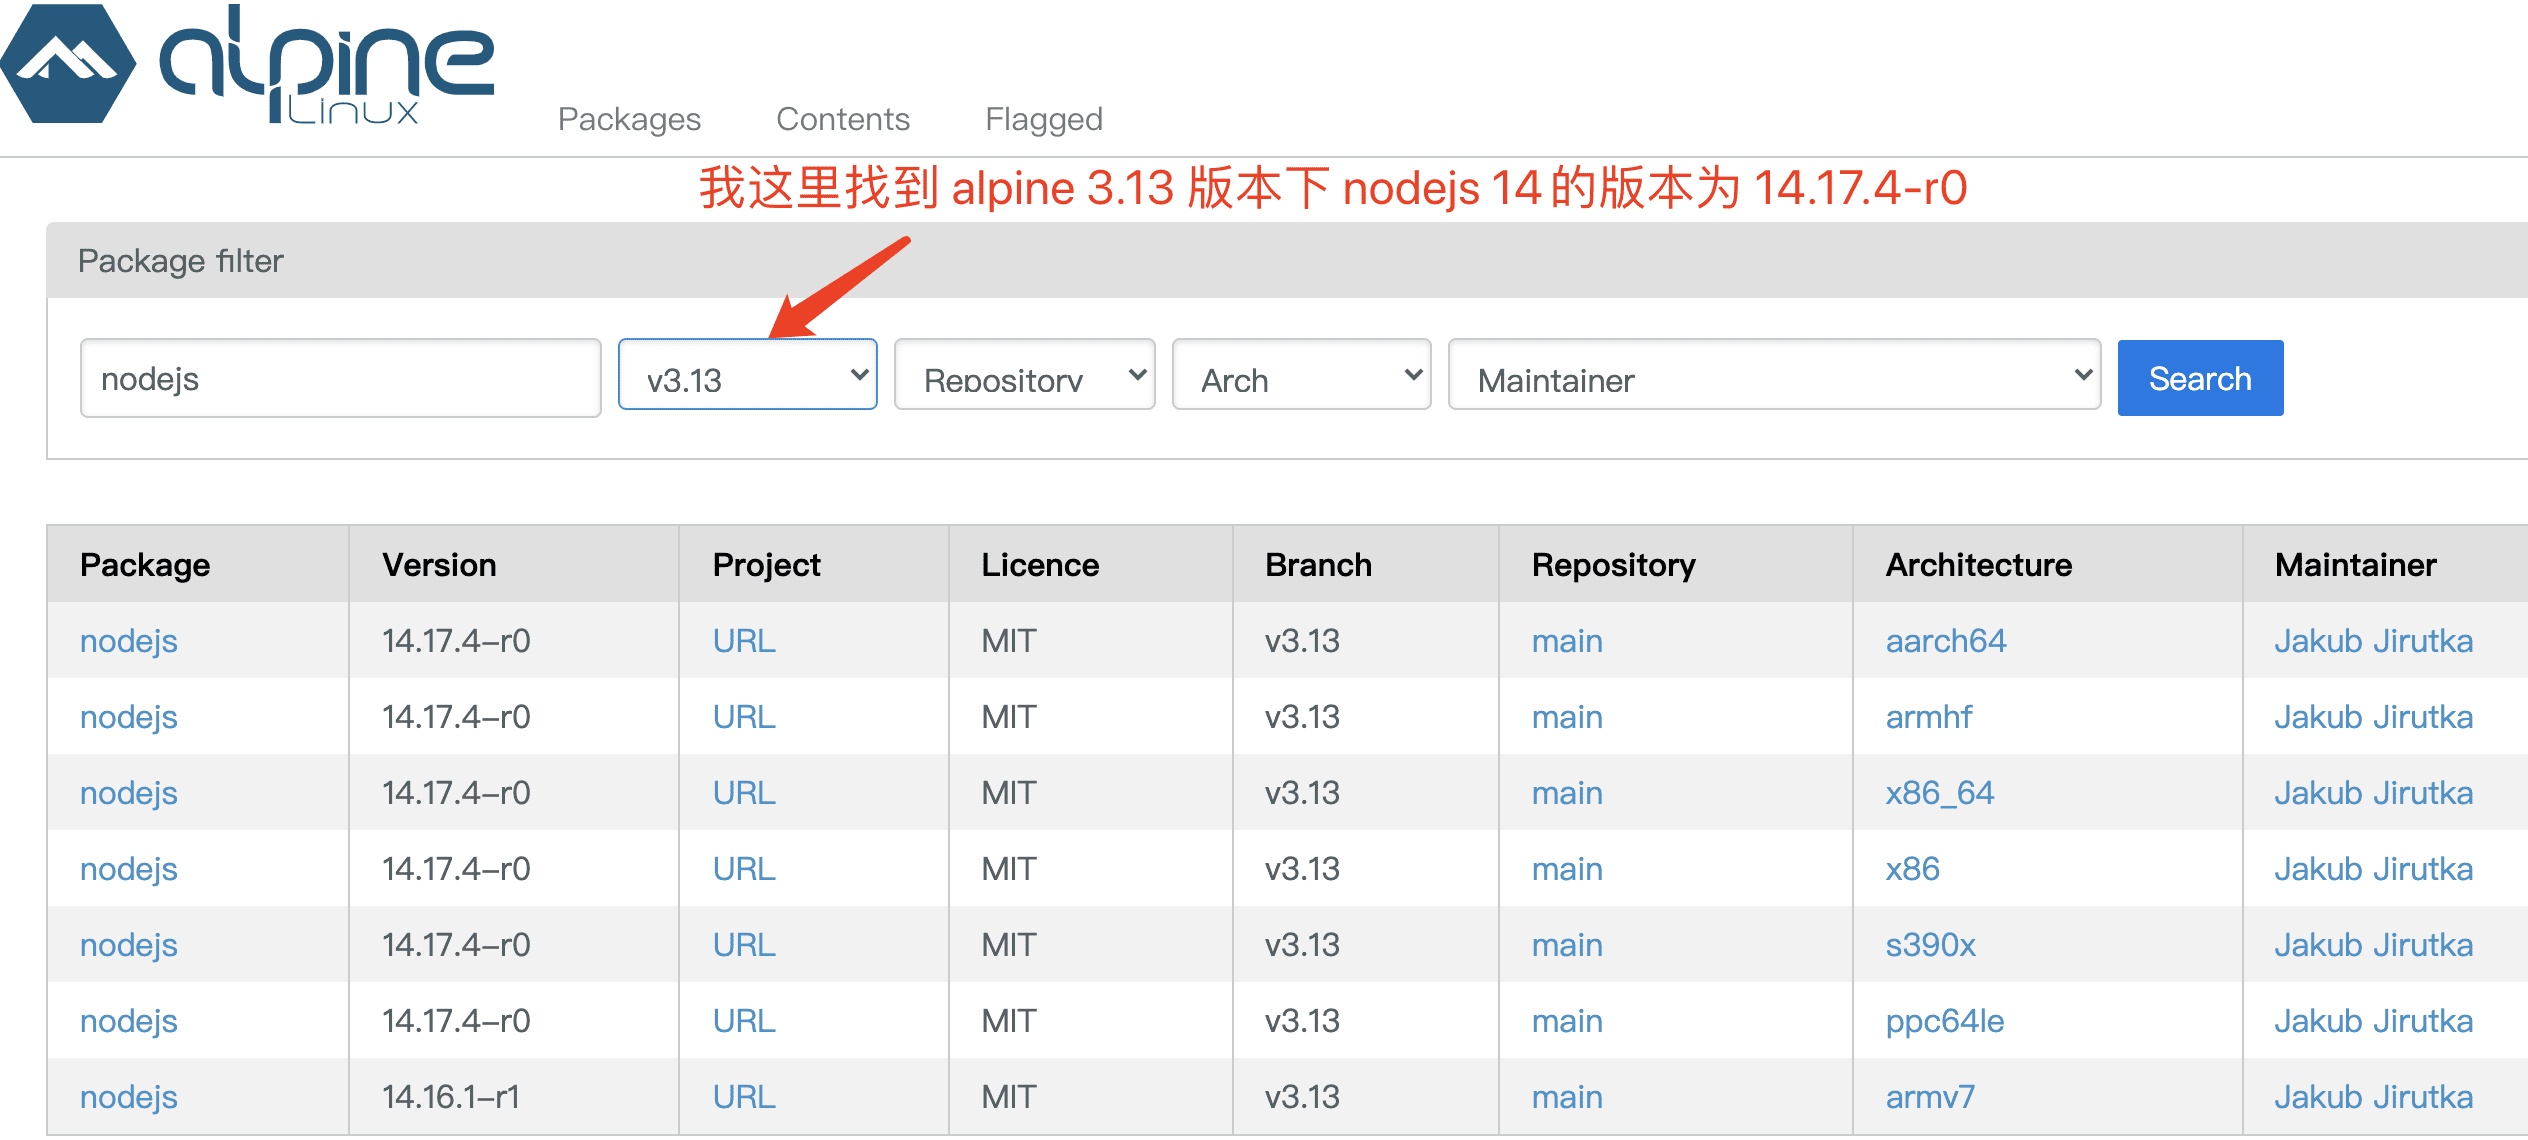 alpine
Linux
Packages Contents Flagged
我这里找到 alpine 3.13 版本下 nodejs 14 的版本为 14.17.4-r0
Package filter
nodejs v3.13 Repository Arch Maintainer Search
Package Version Project Licence Branch Repository Architecture Maintainer
nodejs 14.17.4-r0 URL MIT v3.13 main aarch64 Jakub Jirutka
nodejs 14.17.4-r0 URL MIT v3.13 main armhf Jakub Jirutka
nodejs 14.17.4-r0 URL MIT v3.13 main x86_64 Jakub Jirutka
nodejs 14.17.4-r0 URL MIT v3.13 main x86 Jakub Jirutka
nodejs 14.17.4-r0 URL MIT v3.13 main s390x Jakub Jirutka
nodejs 14.17.4-r0 URL MIT v3.13 main ppc64le Jakub Jirutka
nodejs 14.16.1-r1 URL MIT v3.13 main armv7 Jakub Jirutka